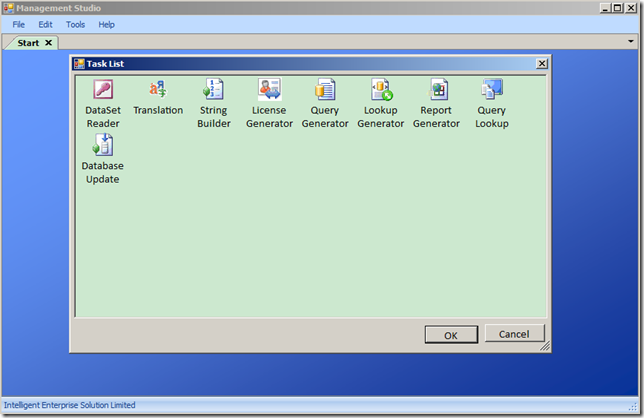 Management Studio
File Edit Tools Help
Start
Task List
DataSet Reader
Translation
String Builder
License Generator
Query Generator
Lookup Generator
Report Generator
Query Lookup
Database Update
OK Cancel
Intelligent Enterprise Solution Limited